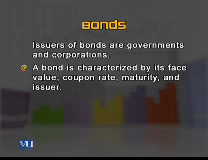 Bonds
Issuers of bonds are governments
and corporations.
A bond is characterized by its face
value, coupon rate, maturity, and
issuer.
VU